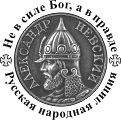 Не в силе Бог, а в правде
АЛЕКСАНДР НЕВСКИЙ
Русская народная линия